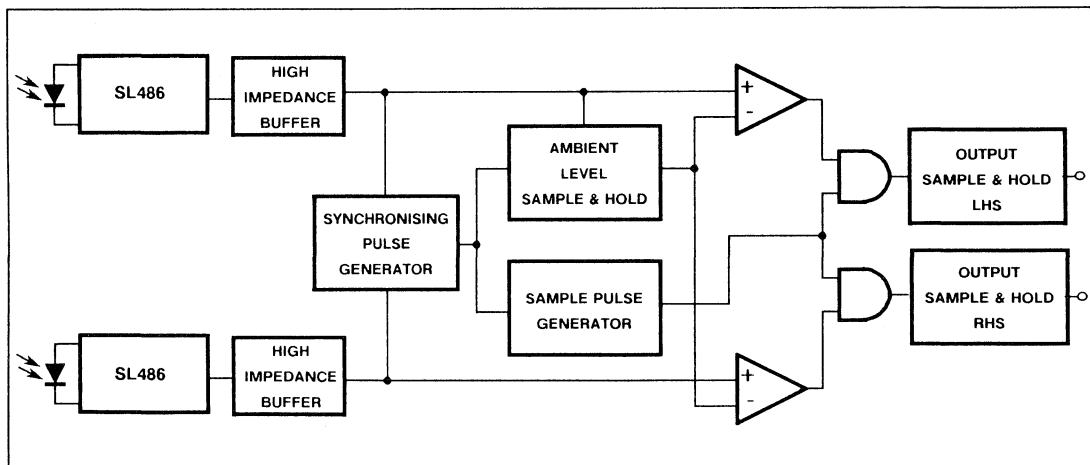 SL486
HIGH
IMPEDANCE
BUFFER
+
-
AMBIENT
LEVEL
SAMPLE & HOLD
OUTPUT
SAMPLE & HOLD
LHS
SYNCHRONISING
PULSE
GENERATOR
SAMPLE PULSE
GENERATOR
OUTPUT
SAMPLE & HOLD
RHS
SL486
HIGH
IMPEDANCE
BUFFER
+
-